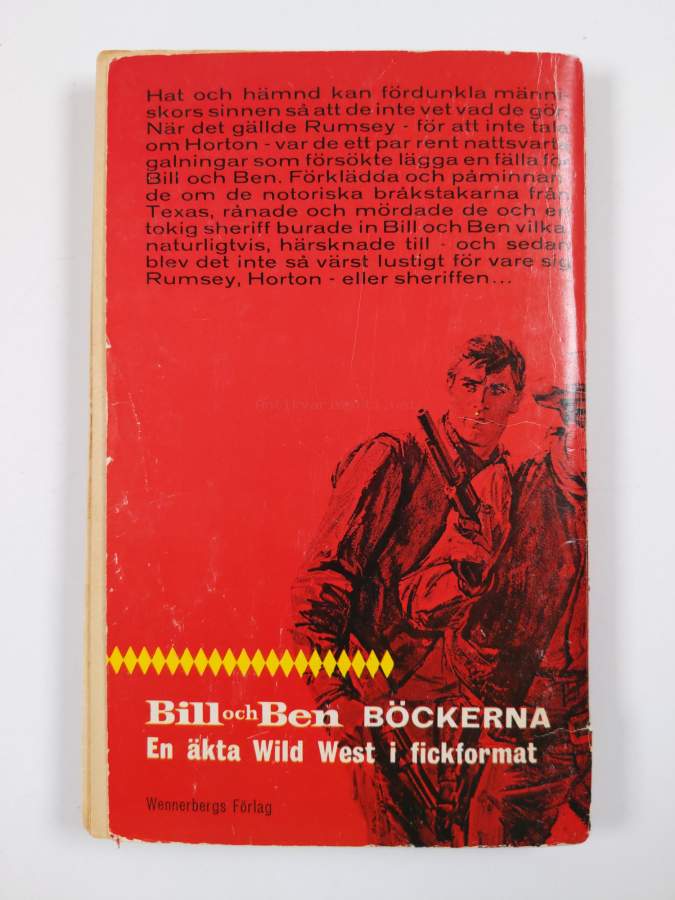 Hat och hämnd kan fördunkla männi-
skors sinnen så att de inte vet vad de gör.
När det gällde Rumsey - för att inte tala
om Horton - var de ett par rent nattsvarta
galningar som försökte lägga en fälla för
Bill och Ben. Förklädda och påminnan-
de om de notoriska bråkstakarna från
Texas, rånade och mördade de och en
tokig sheriff burade in Bill och Ben vilka,
naturligtvis, härsknade till - och sedan
blev det inte så värst lustigt för vare sig
Rumsey, Horton - eller sheriffen...
Antikvariaatti.net
Bill och Ben BÖCKERNA
En äkta Wild West i fickformat
Wennerbergs Förlag